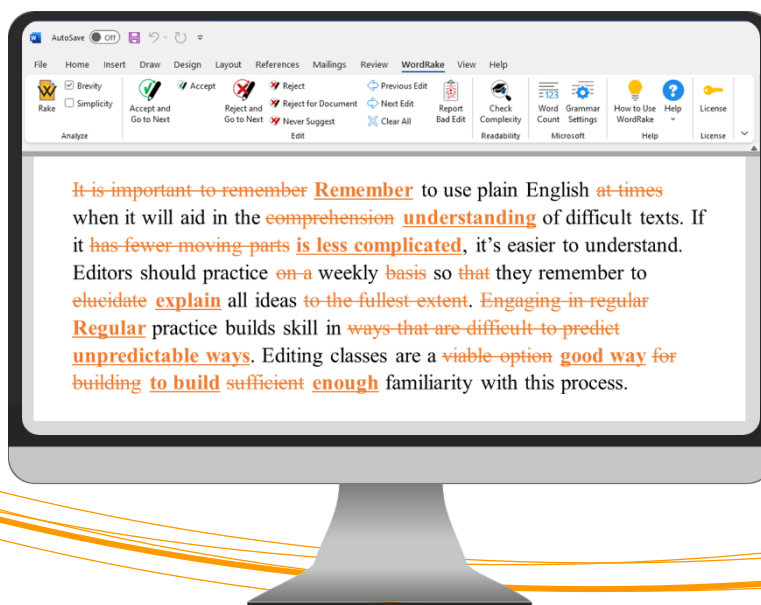 AutoSave Off
File Home Insert Draw Design Layout References Mailings Review WordRake View Help
Rake
Brevity
Simplicity
Analyze
Accept and Go to Next
Accept
Reject and Go to Next
Reject
Reject for Document
Never Suggest
Previous Edit
Next Edit
Clear All
Report Bad Edit
Edit
Check Complexity
Readability
123
Word Count
Grammar Settings
Microsoft
How to Use WordRake
Help
Help
License
License
It is important to remember Remember to use plain English at times
when it will aid in the comprehension understanding of difficult texts. If
it has fewer moving parts is less complicated, it’s easier to understand.
Editors should practice on a weekly basis so that they remember to
elucidate explain all ideas to the fullest extent. Engaging in regular
Regular practice builds skill in ways that are difficult to predict
unpredictable ways. Editing classes are a viable option good way for
building to build sufficient enough familiarity with this process.